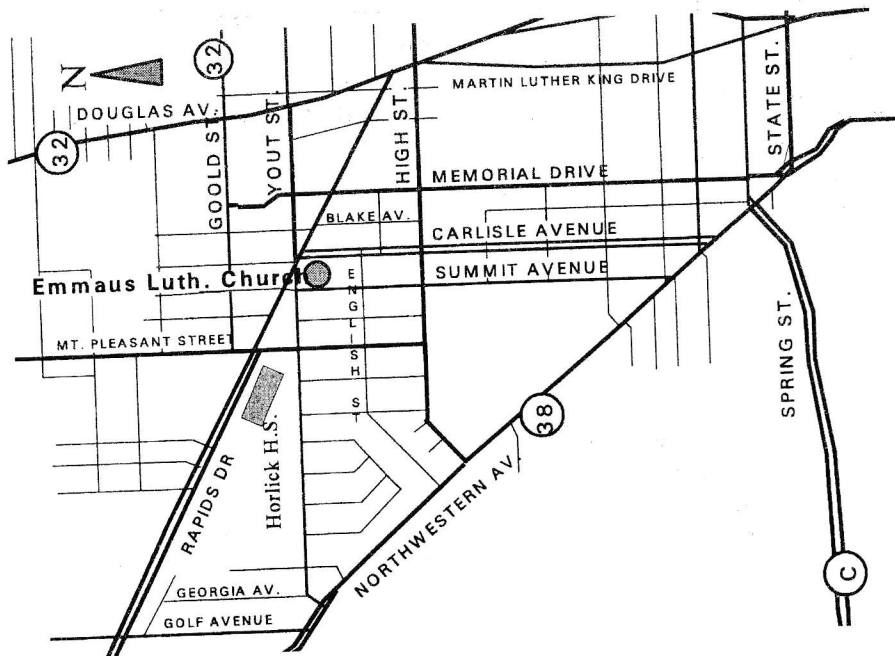 N
32
DOUGLAS AV.
32
GOOLD ST.
YOUT ST.
HIGH ST.
MARTIN LUTHER KING DRIVE
STATE ST.
MEMORIAL DRIVE
BLAKE AV.
CARLISLE AVENUE
Emmaus Luth. Church
SUMMIT AVENUE
ENGLISH ST
MT. PLEASANT STREET
SPRING ST.
38
Horlick H.S.
RAPIDS DR
NORTHWESTERN AV.
C
GEORGIA AV.
GOLF AVENUE